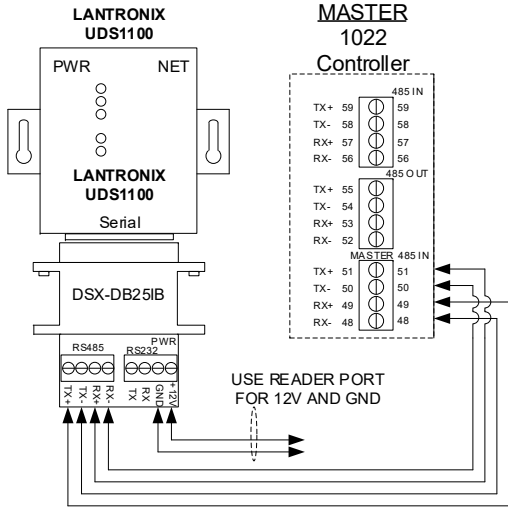 LANTRONIX
UDS1100
PWR NET
LANTRONIX
UDS1100
Serial
DSX-DB25IB
RS485 RS232 PWR
TX+ TX- RX+ RX- TX RX GND +12V
MASTER
1022
Controller
485 IN
TX+ 59 59
TX- 58 58
RX+ 57 57
RX- 56 56
485 OUT
TX+ 55
TX- 54
RX+ 53
RX- 52
MASTER 485 IN
TX+ 51 51
TX- 50 50
RX+ 49 49
RX- 48 48
USE READER PORT
FOR 12V AND GND